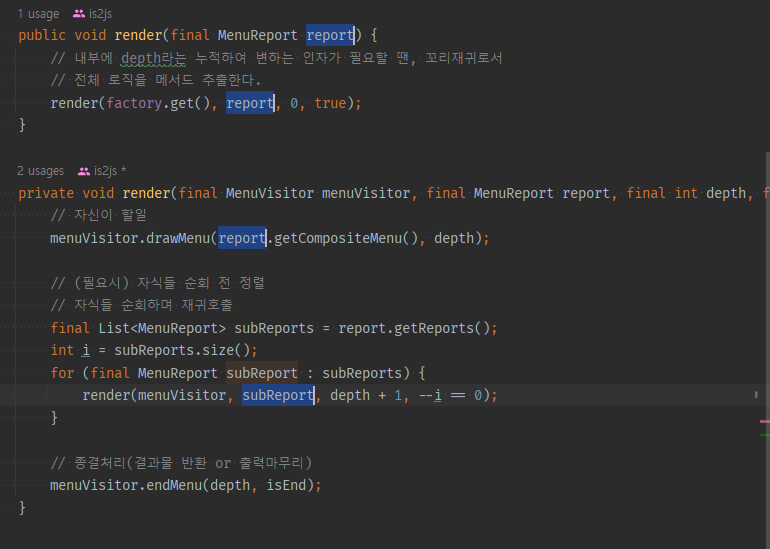 1 usage is2js
public void render(final MenuReport report) {
// 내부에 depth라는 누적하여 변하는 인자가 필요할 땐, 꼬리재귀로서
// 전체 로직을 메서드 추출한다.
render(factory.get(), report, 0, true);
}
2 usages is2js *
private void render(final MenuVisitor menuVisitor, final MenuReport report, final int depth, f
// 자신이 할일
menuVisitor.drawMenu(report.getCompositeMenu(), depth);
// (필요시) 자식들 순회 전 정렬
// 자식들 순회하며 재귀호출
final List<MenuReport> subReports = report.getReports();
int i = subReports.size();
for (final MenuReport subReport : subReports) {
render(menuVisitor, subReport, depth + 1, --i == 0);
}
// 종결처리(결과물 반환 or 출력마무리)
menuVisitor.endMenu(depth, isEnd);
}